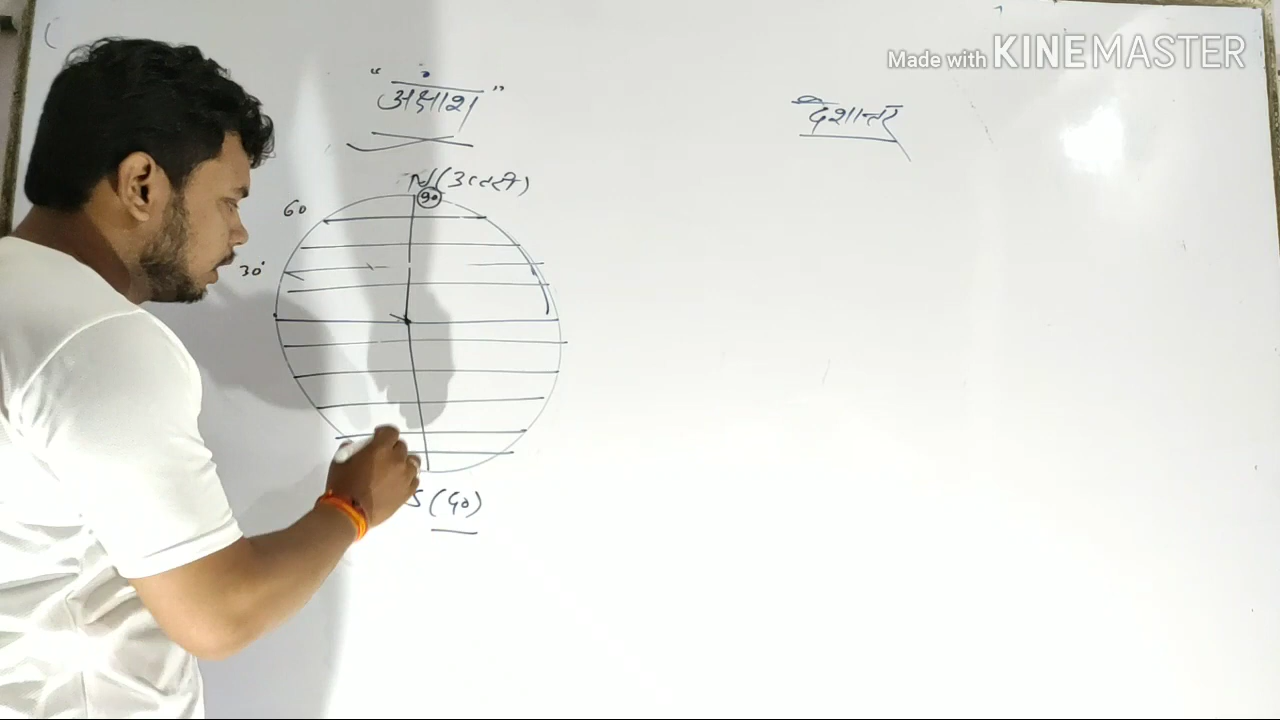 Made with KINEMASTER
"अक्षांश"
देशान्तर
N (उत्तरी)
90
60
30°
S (90)